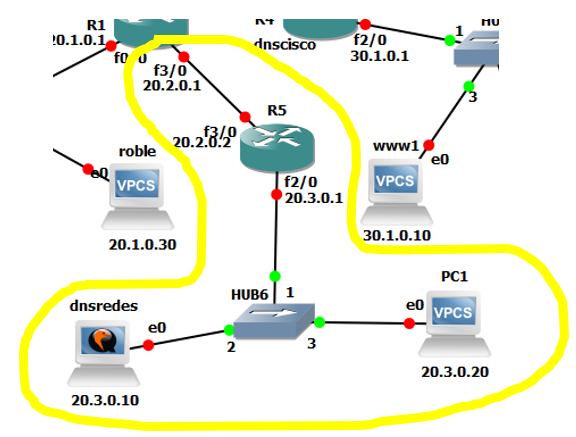 R1
R4
HU
20.1.0.1
dnscisco
f2/0
1
30.1.0.1
f3/0
20.2.0.1
3
R5
f3/0
20.2.0.2
roble
www1
e0
e0
VPCS
VPCS
f2/0
20.3.0.1
20.1.0.30
30.1.0.10
PC1
dnsredes
HUB6
1
e0
VPCS
e0
2
3
20.3.0.10
20.3.0.20